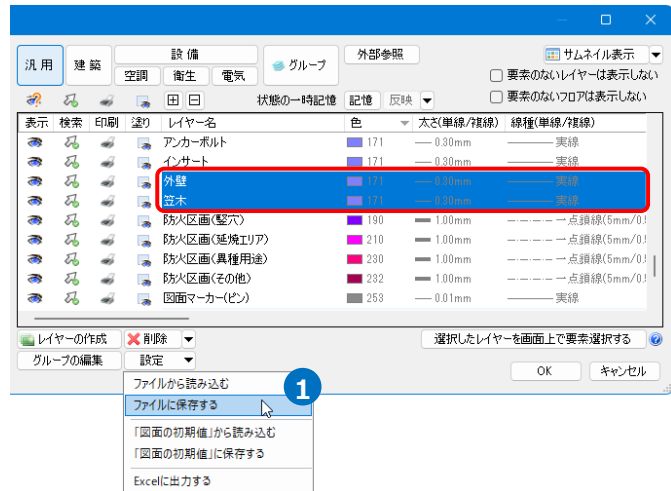 汎用 建築 設備 グループ 外部参照 サムネイル表示
空調 衛生 電気 要素のないレイヤーは表示しない
状態の一時記憶 記憶 反映 要素のないフロアは表示しない
表示 検索 印刷 塗り レイヤー名 色 太さ(単線/複線) 線種(単線/複線)
アンカーボルト 171 0.30mm 実線
インサート 171 0.30mm 実線
外壁 171 0.30mm 実線
笠木 171 0.30mm 実線
防火区画(竪穴) 190 1.00mm 一点鎖線(5mm/0.
防火区画(延焼エリア) 210 1.00mm 一点鎖線(5mm/0.
防火区画(異種用途) 230 1.00mm 一点鎖線(5mm/0.
防火区画(その他) 232 1.00mm 一点鎖線(5mm/0.
図面マーカー(ピン) 253 0.01mm 実線
レイヤーの作成 削除 選択したレイヤーを画面上で要素選択する
グループの編集 設定 OK キャンセル
ファイルから読み込む
1
ファイルに保存する
「図面の初期値」から読み込む
「図面の初期値」に保存する
Excelに出力する